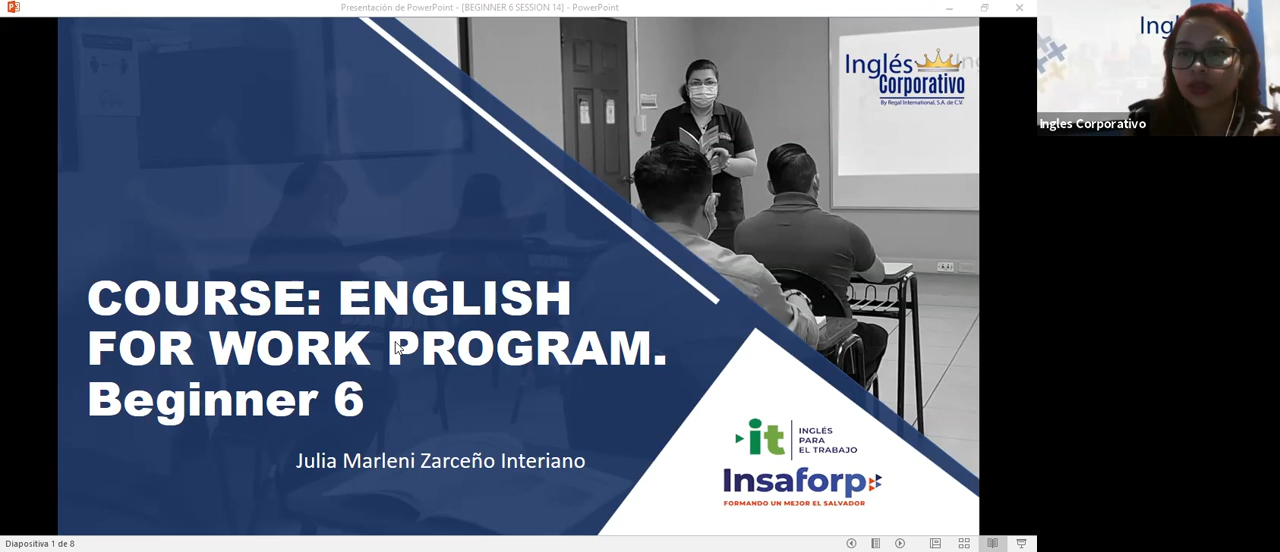 Presentación de PowerPoint - [BEGINNER 6 SESSION 14] - PowerPoint
Inglés
Corporativo
By Regal International, S.A. de C.V.
COURSE: ENGLISH
FOR WORK PROGRAM.
Beginner 6
Julia Marleni Zarceño Interiano
it
INGLÉS
PARA
EL TRABAJO
Insaforp
FORMANDO UN MEJOR EL SALVADOR
Diapositiva 1 de 8
Ing
Ingles Corporativo